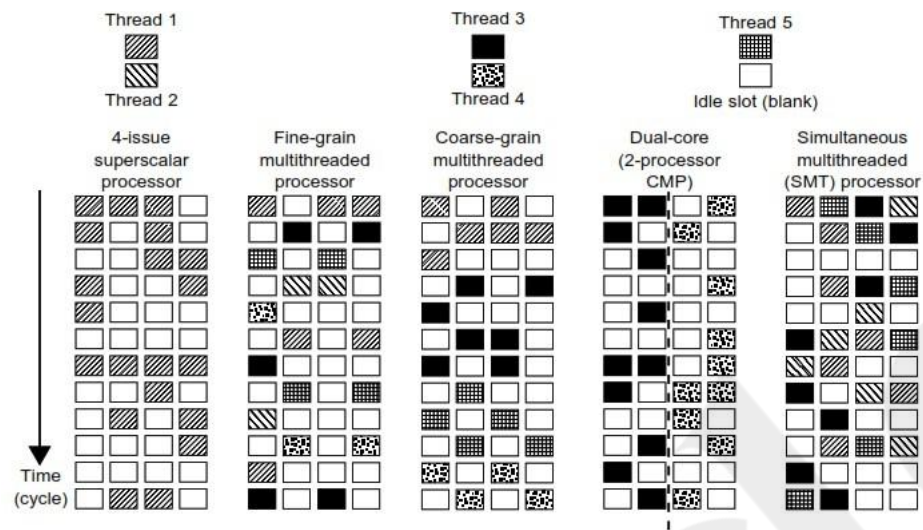 Thread 1
Thread 3
Thread 5
Thread 2
Thread 4
Idle slot (blank)
4-issue
superscalar
processor
Fine-grain
multithreaded
processor
Coarse-grain
multithreaded
processor
Dual-core
(2-processor
CMP)
Simultaneous
multithreaded
(SMT) processor
Time
(cycle)